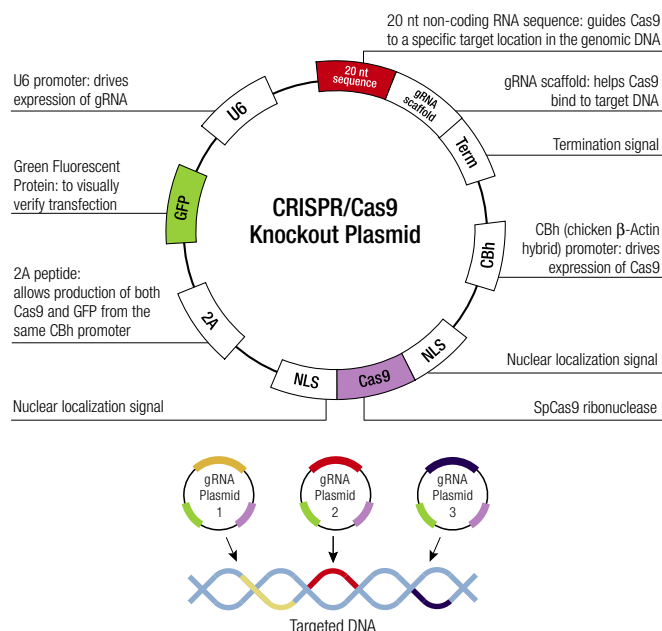 20 nt non-coding RNA sequence: guides Cas9
to a specific target location in the genomic DNA
U6 promoter: drives
expression of gRNA
gRNA scaffold: helps Cas9
bind to target DNA
Termination signal
Green Fluorescent
Protein: to visually
verify transfection
CBh (chicken β-Actin
hybrid) promoter: drives
expression of Cas9
2A peptide:
allows production of both
Cas9 and GFP from the
same CBh promoter
Nuclear localization signal
Nuclear localization signal
SpCas9 ribonuclease
20 nt
sequence
gRNA
scaffold
Term
CBh
NLS
Cas9
NLS
2A
GFP
U6
CRISPR/Cas9
Knockout Plasmid
gRNA
Plasmid
1
gRNA
Plasmid
2
gRNA
Plasmid
3
Targeted DNA